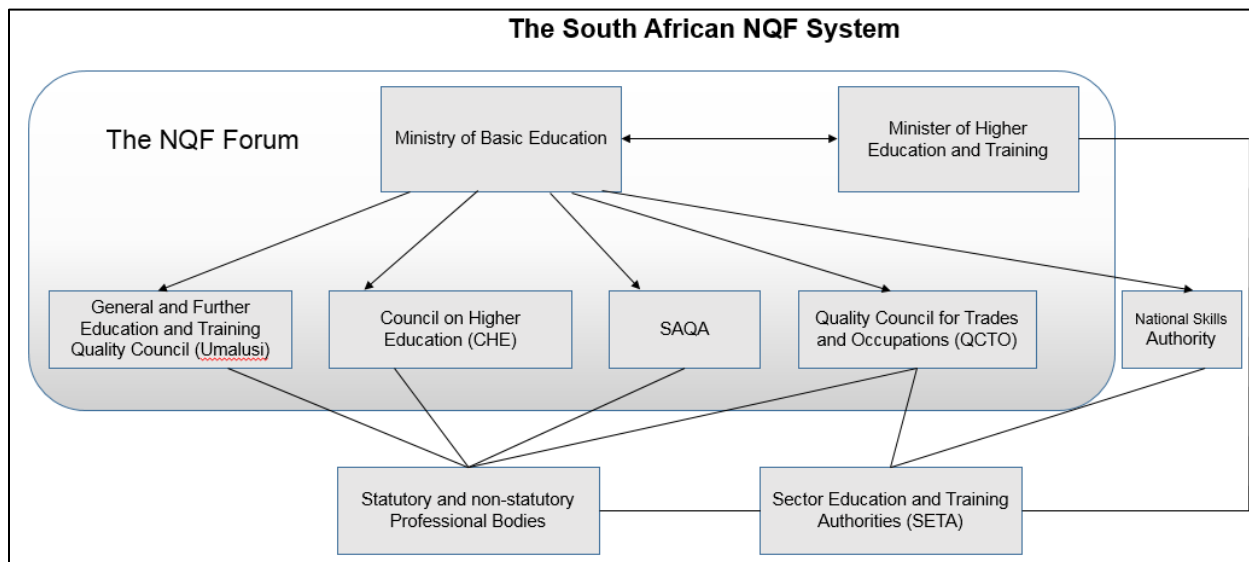 The South African NQF System
The NQF Forum
Ministry of Basic Education
Minister of Higher
Education and Training
General and Further
Education and Training
Quality Council (Umalusi)
Council on Higher
Education (CHE)
SAQA
Quality Council for Trades
and Occupations (QCTO)
National Skills
Authority
Statutory and non-statutory
Professional Bodies
Sector Education and Training
Authorities (SETA)